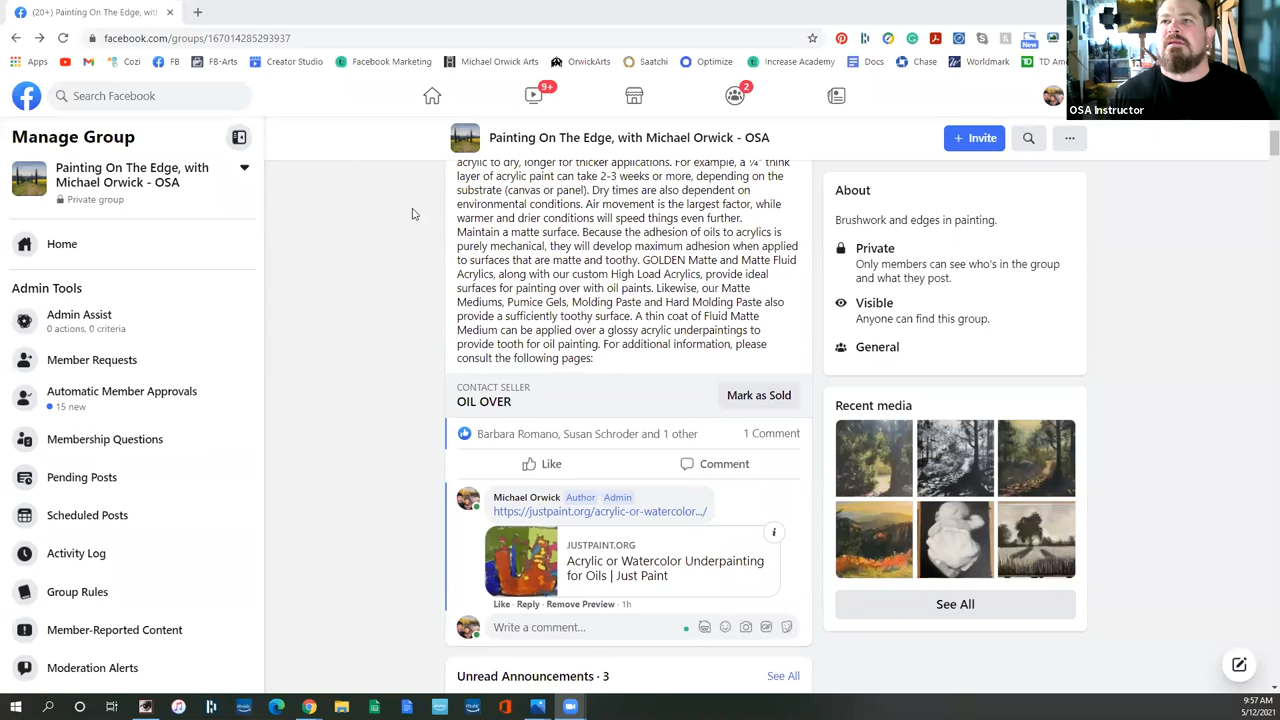 (20+) Painting On The Edge, wit
facebook.com/groups/167014285293937
New
Apps
Cozi
FB
FB-Arts
Creator Studio
Facebook Marketing
Michael Orwick Arts
OrwickArts
Saatchi
Optimize
Increase Academy
Docs
Chase
Worldmark
TD Am
OSA Instructor
Search Facebook
9+
2
Manage Group
Painting On The Edge, with
Michael Orwick - OSA
Private group
Home
Admin Tools
Admin Assist
0 actions, 0 criteria
Member Requests
Automatic Member Approvals
15 new
Membership Questions
Pending Posts
Scheduled Posts
Activity Log
Group Rules
Member-Reported Content
Moderation Alerts
Painting On The Edge, with Michael Orwick - OSA
+ Invite
acrylic to dry, longer for thicker applications. For example, a ¼" think
layer of acrylic paint can take 2-3 weeks or more, depending on the
substrate (canvas or panel). Dry times are also dependent on
environmental conditions. Air movement is the largest factor, while
warmer and drier conditions will speed things even further.
Maintain a matte surface. Because the adhesion of oils to acrylics is
purely mechanical, they will develop maximum adhesion when applied
to surfaces that are matte and toothy. GOLDEN Matte and Matte Fluid
Acrylics, along with our custom High Load Acrylics, provide ideal
surfaces for painting over with oil paints. Likewise, our Matte
Mediums, Pumice Gels, Molding Paste and Hard Molding Paste also
provide a sufficiently toothy surface. A thin coat of Fluid Matte
Medium can be applied over a glossy acrylic underpaintings to
provide tooth for oil painting. For additional information, please
consult the following pages:
CONTACT SELLER
OIL OVER
Mark as Sold
Barbara Romano, Susan Schroder and 1 other
1 Comment
Like
Comment
Michael Orwick Author Admin
https://justpaint.org/acrylic-or-watercolor.../
JUSTPAINT.ORG
Acrylic or Watercolor Underpainting
for Oils | Just Paint
Like · Reply · Remove Preview · 1h
Write a comment...
Unread Announcements · 3
See All
About
Brushwork and edges in painting.
Private
Only members can see who's in the group
and what they post.
Visible
Anyone can find this group.
General
Recent media
See All
9:57 AM
5/12/2021